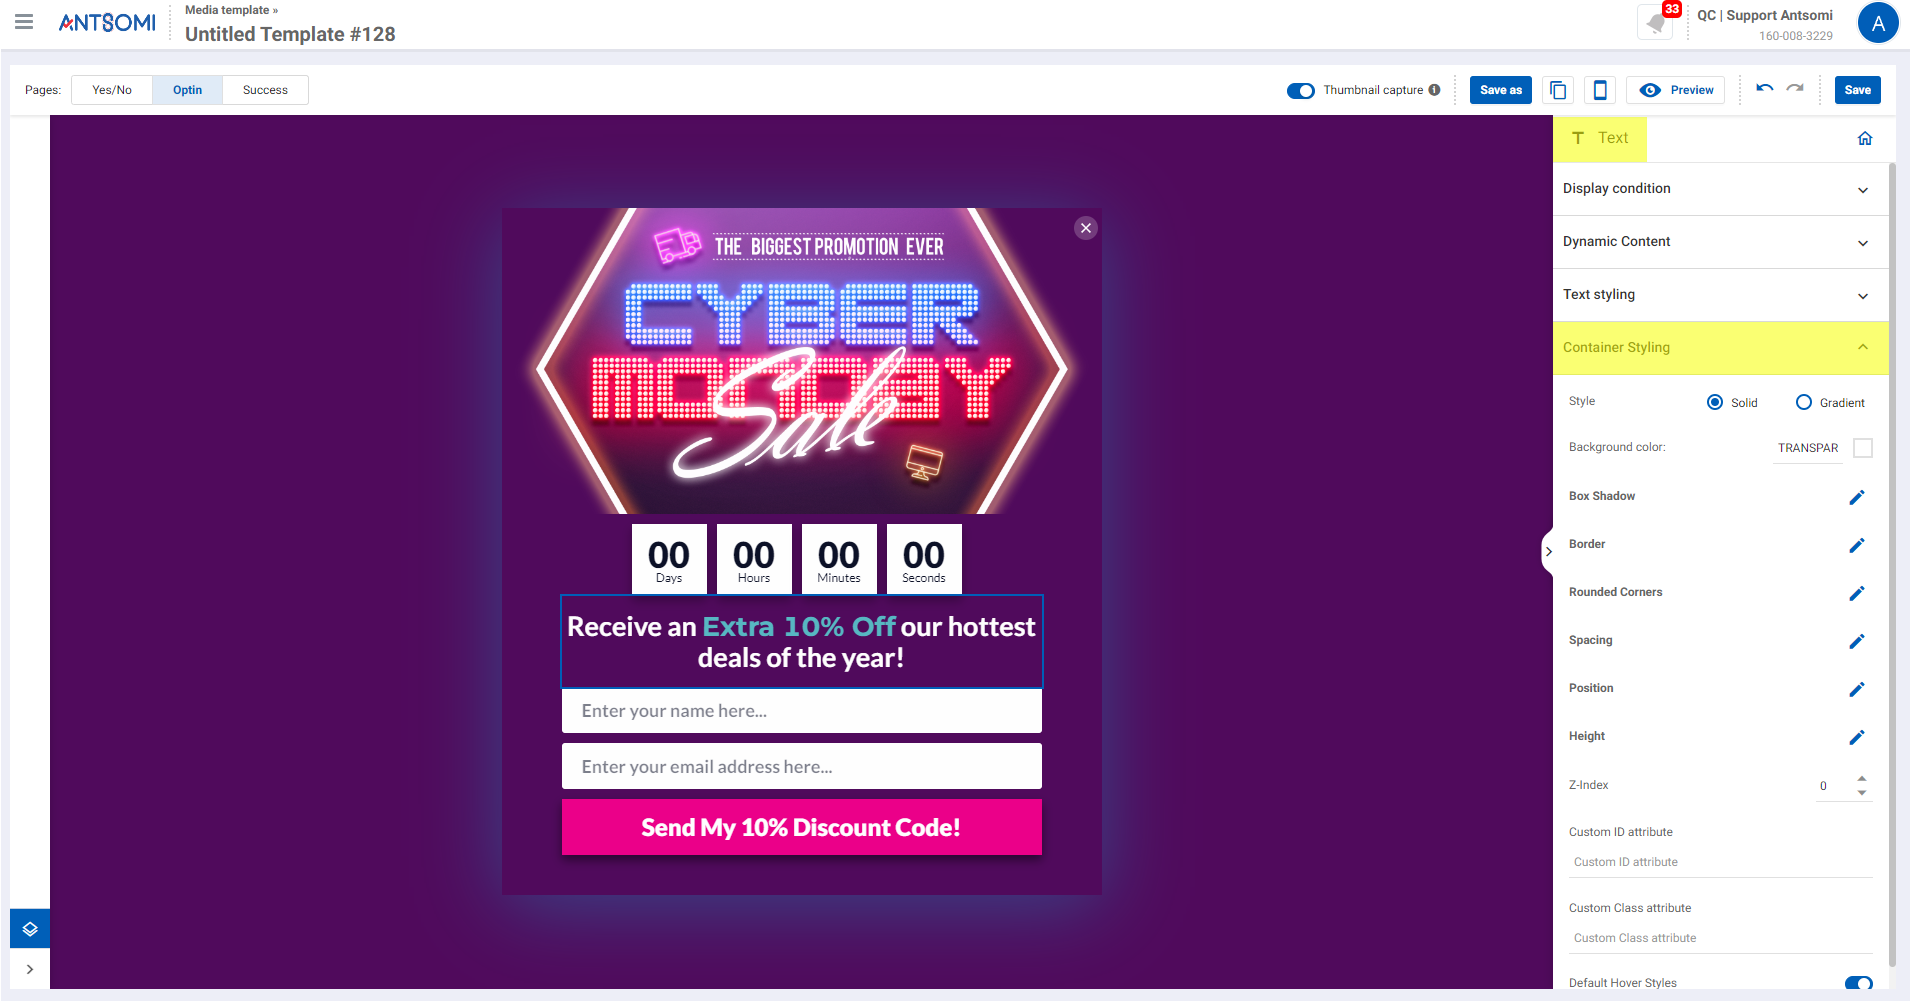 ANTSOMI
Media template »
Untitled Template #128
33
QC | Support Antsomi
160-008-3229
A
Pages:
Yes/No
Optin
Success
Thumbnail capture
Save as
Preview
Save
THE BIGGEST PROMOTION EVER
CYBER
MONDAY
Sale
00
Days
00
Hours
00
Minutes
00
Seconds
Receive an Extra 10% Off our hottest
deals of the year!
Enter your name here...
Enter your email address here...
Send My 10% Discount Code!
T Text
Display condition
Dynamic Content
Text styling
Container Styling
Style
Solid
Gradient
Background color:
TRANSPAR
Box Shadow
Border
Rounded Corners
Spacing
Position
Height
Z-Index
0
Custom ID attribute
Custom ID attribute
Custom Class attribute
Custom Class attribute
Default Hover Styles